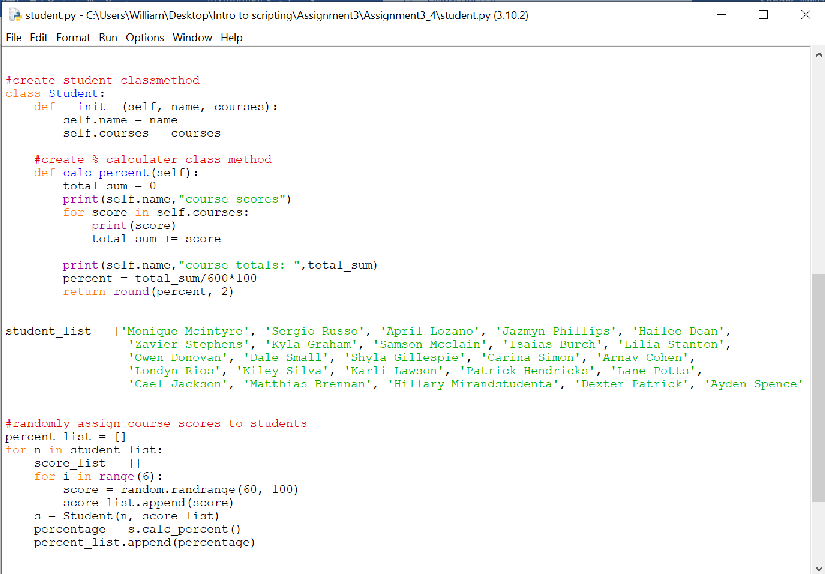 student.py - C:\Users\William\Desktop\Intro to scripting\Assignment3\Assignment3_4\student.py (3.10.2)
File Edit Format Run Options Window Help
#create student classmethod
class Student:
    def __init__(self, name, courses):
        self.name = name
        self.courses = courses
    #create % calculater class method
    def calc_percent(self):
        total_sum = 0
        print(self.name,"course scores")
        for score in self.courses:
            print(score)
            total_sum += score
        print(self.name,"course totals: ",total_sum)
        percent = total_sum/600*100
        return round(percent, 2)
student_list = ['Monique Mcintyre', 'Sergio Russo', 'April Lozano', 'Jazmyn Phillips', 'Hailee Dean',
                'Xavier Stephens', 'Kyla Graham', 'Samson Mcclain', 'Isaias Burch', 'Lilia Stanton',
                'Owen Donovan', 'Dale Small', 'Shyla Gillespie', 'Carina Simon', 'Arnav Cohen',
                'Londyn Rios', 'Kiley Silva', 'Karli Lawson', 'Patrick Hendricks', 'Lane Potts',
                'Cael Jackson', 'Matthias Brennan', 'Hillary Mirandstudenta', 'Dexter Patrick', 'Ayden Spence'
#randomly assign course scores to students
percent_list = []
for n in student_list:
    score_list = []
    for i in range(6):
        score = random.randrange(60, 100)
        score_list.append(score)
    s = Student(n, score_list)
    percentage = s.calc_percent()
    percent_list.append(percentage)